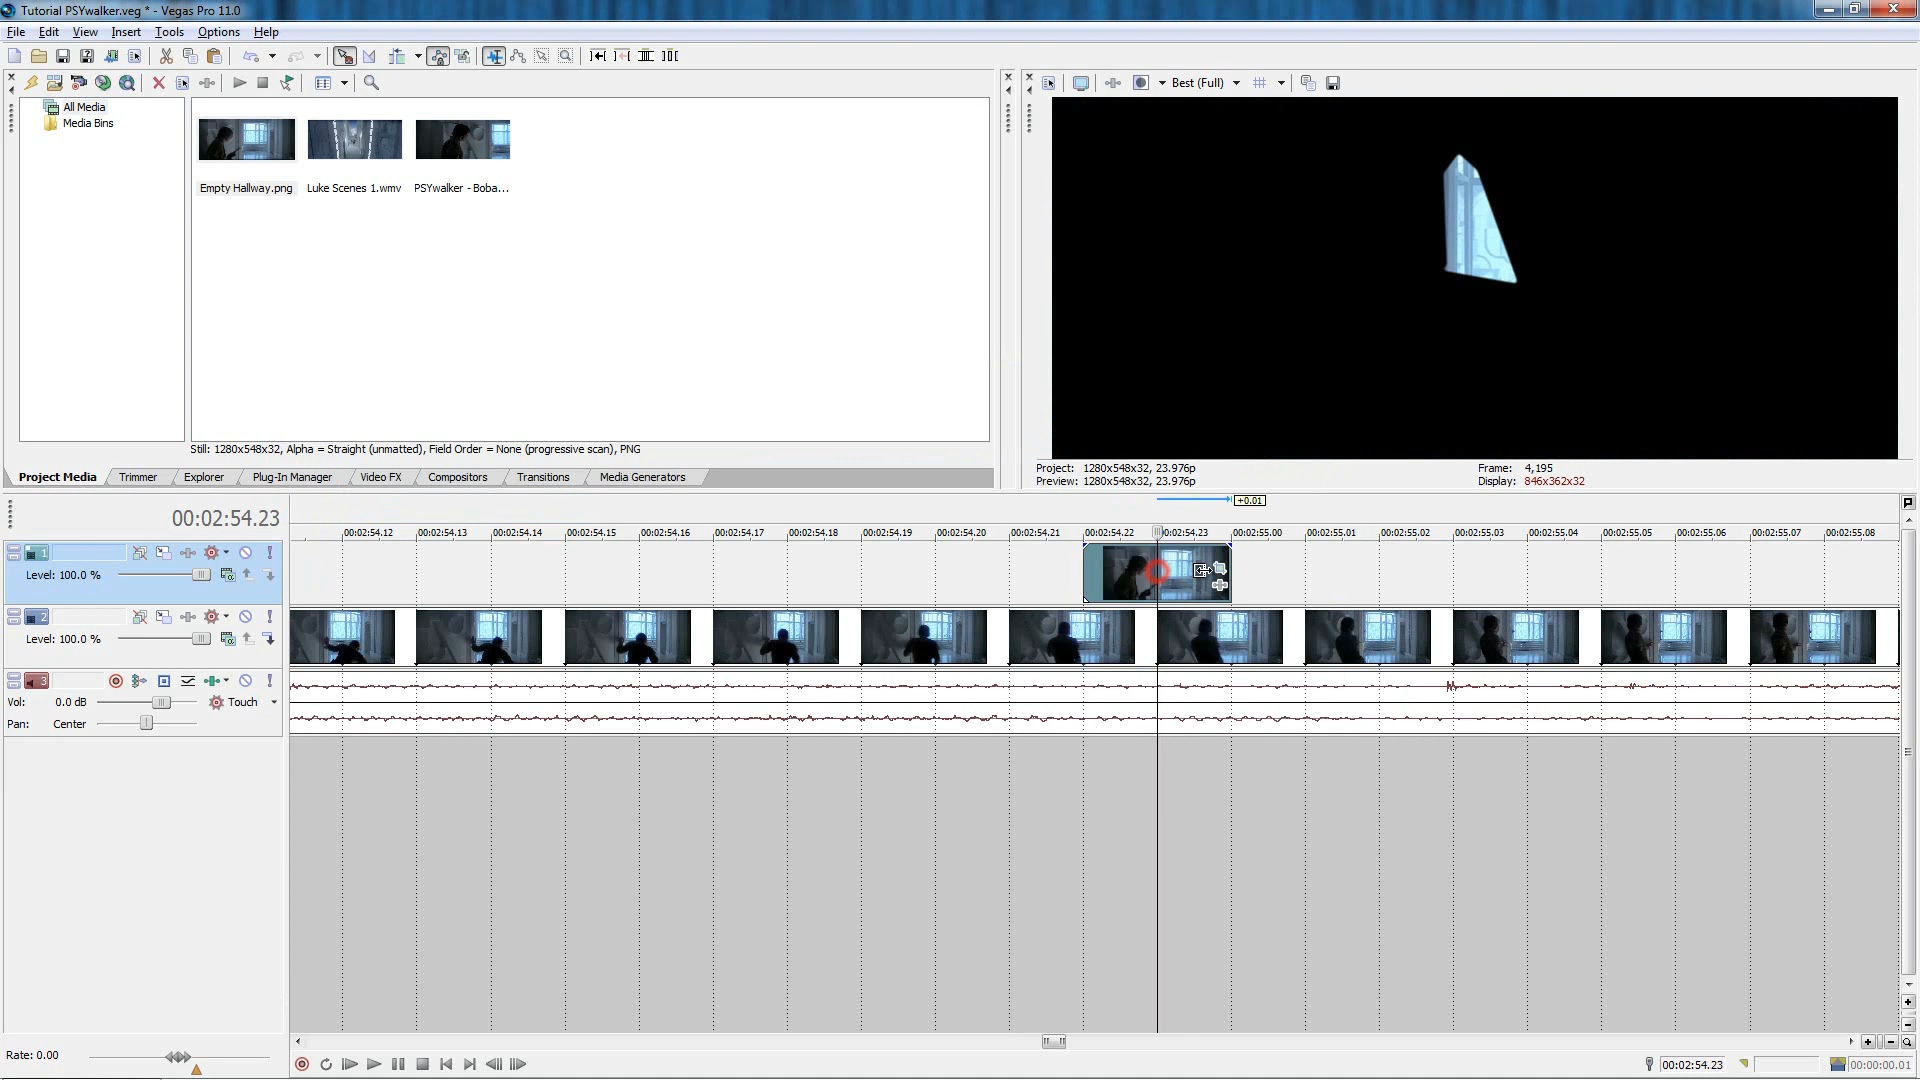 Tutorial PSYwalker.veg * - Vegas Pro 11.0
File Edit View Insert Tools Options Help
All Media
Media Bins
Empty Hallway.png Luke Scenes 1.wmv PSYwalker - Boba...
Still: 1280x548x32, Alpha = Straight (unmatted), Field Order = None (progressive scan), PNG
Project Media Trimmer Explorer Plug-In Manager Video FX Compositors Transitions Media Generators
Best (Full)
Project: 1280x548x32, 23.976p Frame: 4,195
Preview: 1280x548x32, 23.976p Display: 846x362x32
+0.01
00:02:54.23
00:02:54.12 00:02:54.13 00:02:54.14 00:02:54.15 00:02:54.16 00:02:54.17 00:02:54.18 00:02:54.19 00:02:54.20 00:02:54.21 00:02:54.22 00:02:54.23 00:02:55.00 00:02:55.01 00:02:55.02 00:02:55.03 00:02:55.04 00:02:55.05 00:02:55.06 00:02:55.07 00:02:55.08
1
Level: 100.0 %
2
Level: 100.0 %
3
Vol: 0.0 dB Touch
Pan: Center
Rate: 0.00
00:02:54.23 00:00:00.01